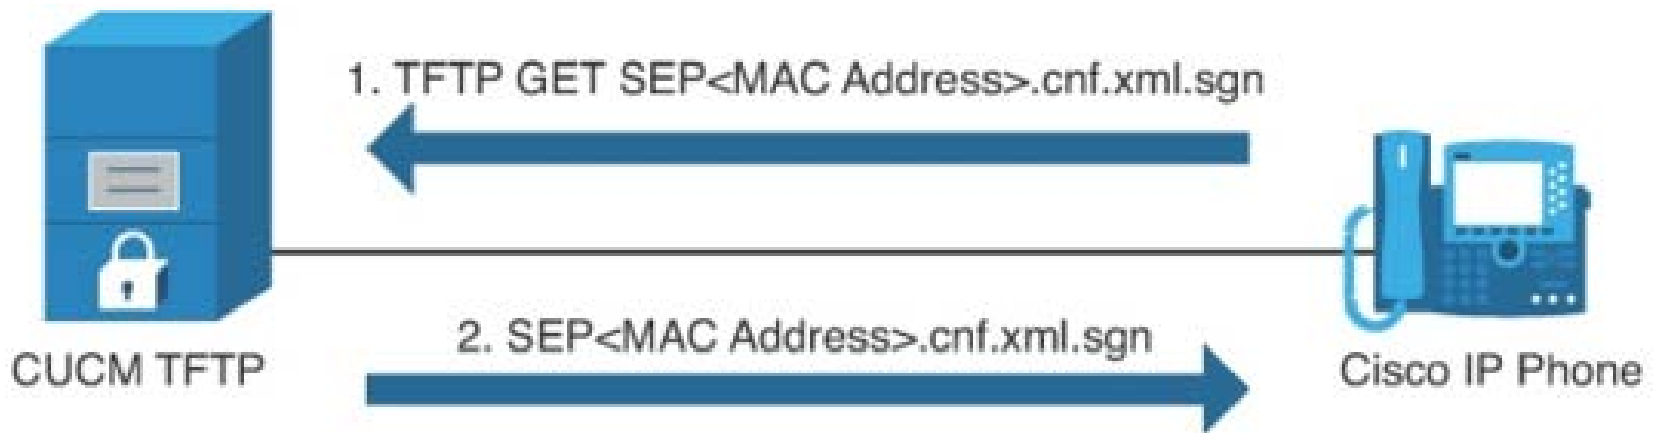 1. TFTP GET SEP<MAC Address>.cnf.xml.sgn
2. SEP<MAC Address>.cnf.xml.sgn
CUCM TFTP
Cisco IP Phone